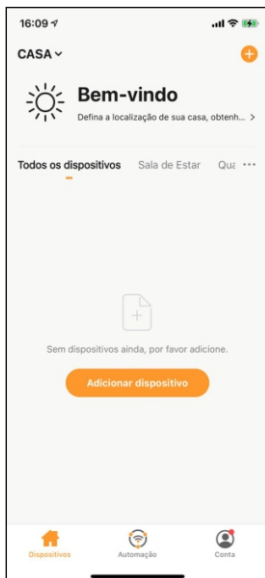 16:09
CASA
Bem-vindo
Defina a localização de sua casa, obtenh... >
Todos os dispositivos Sala de Estar Qua ...
Sem dispositivos ainda, por favor adicione.
Adicionar dispositivo
Dispositivos Automação Conta